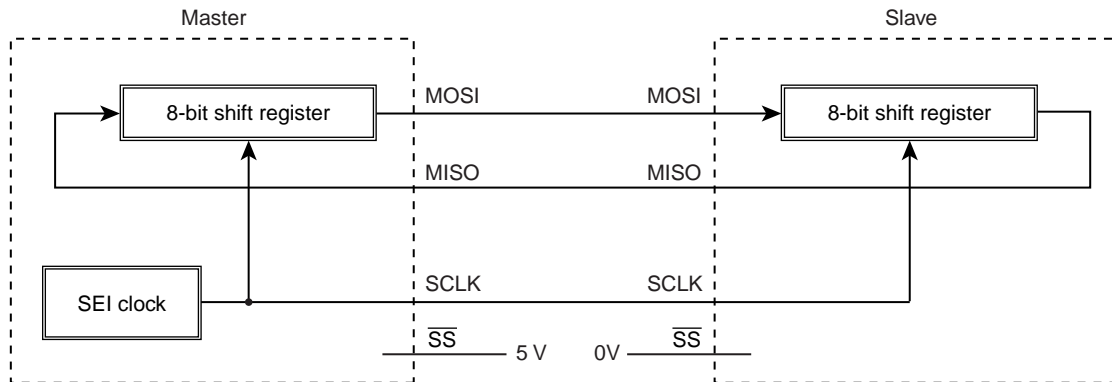 Master
Slave
8-bit shift register
MOSI
MOSI
8-bit shift register
MISO
MISO
SEI clock
SCLK
SCLK
SS
5 V
0V
SS